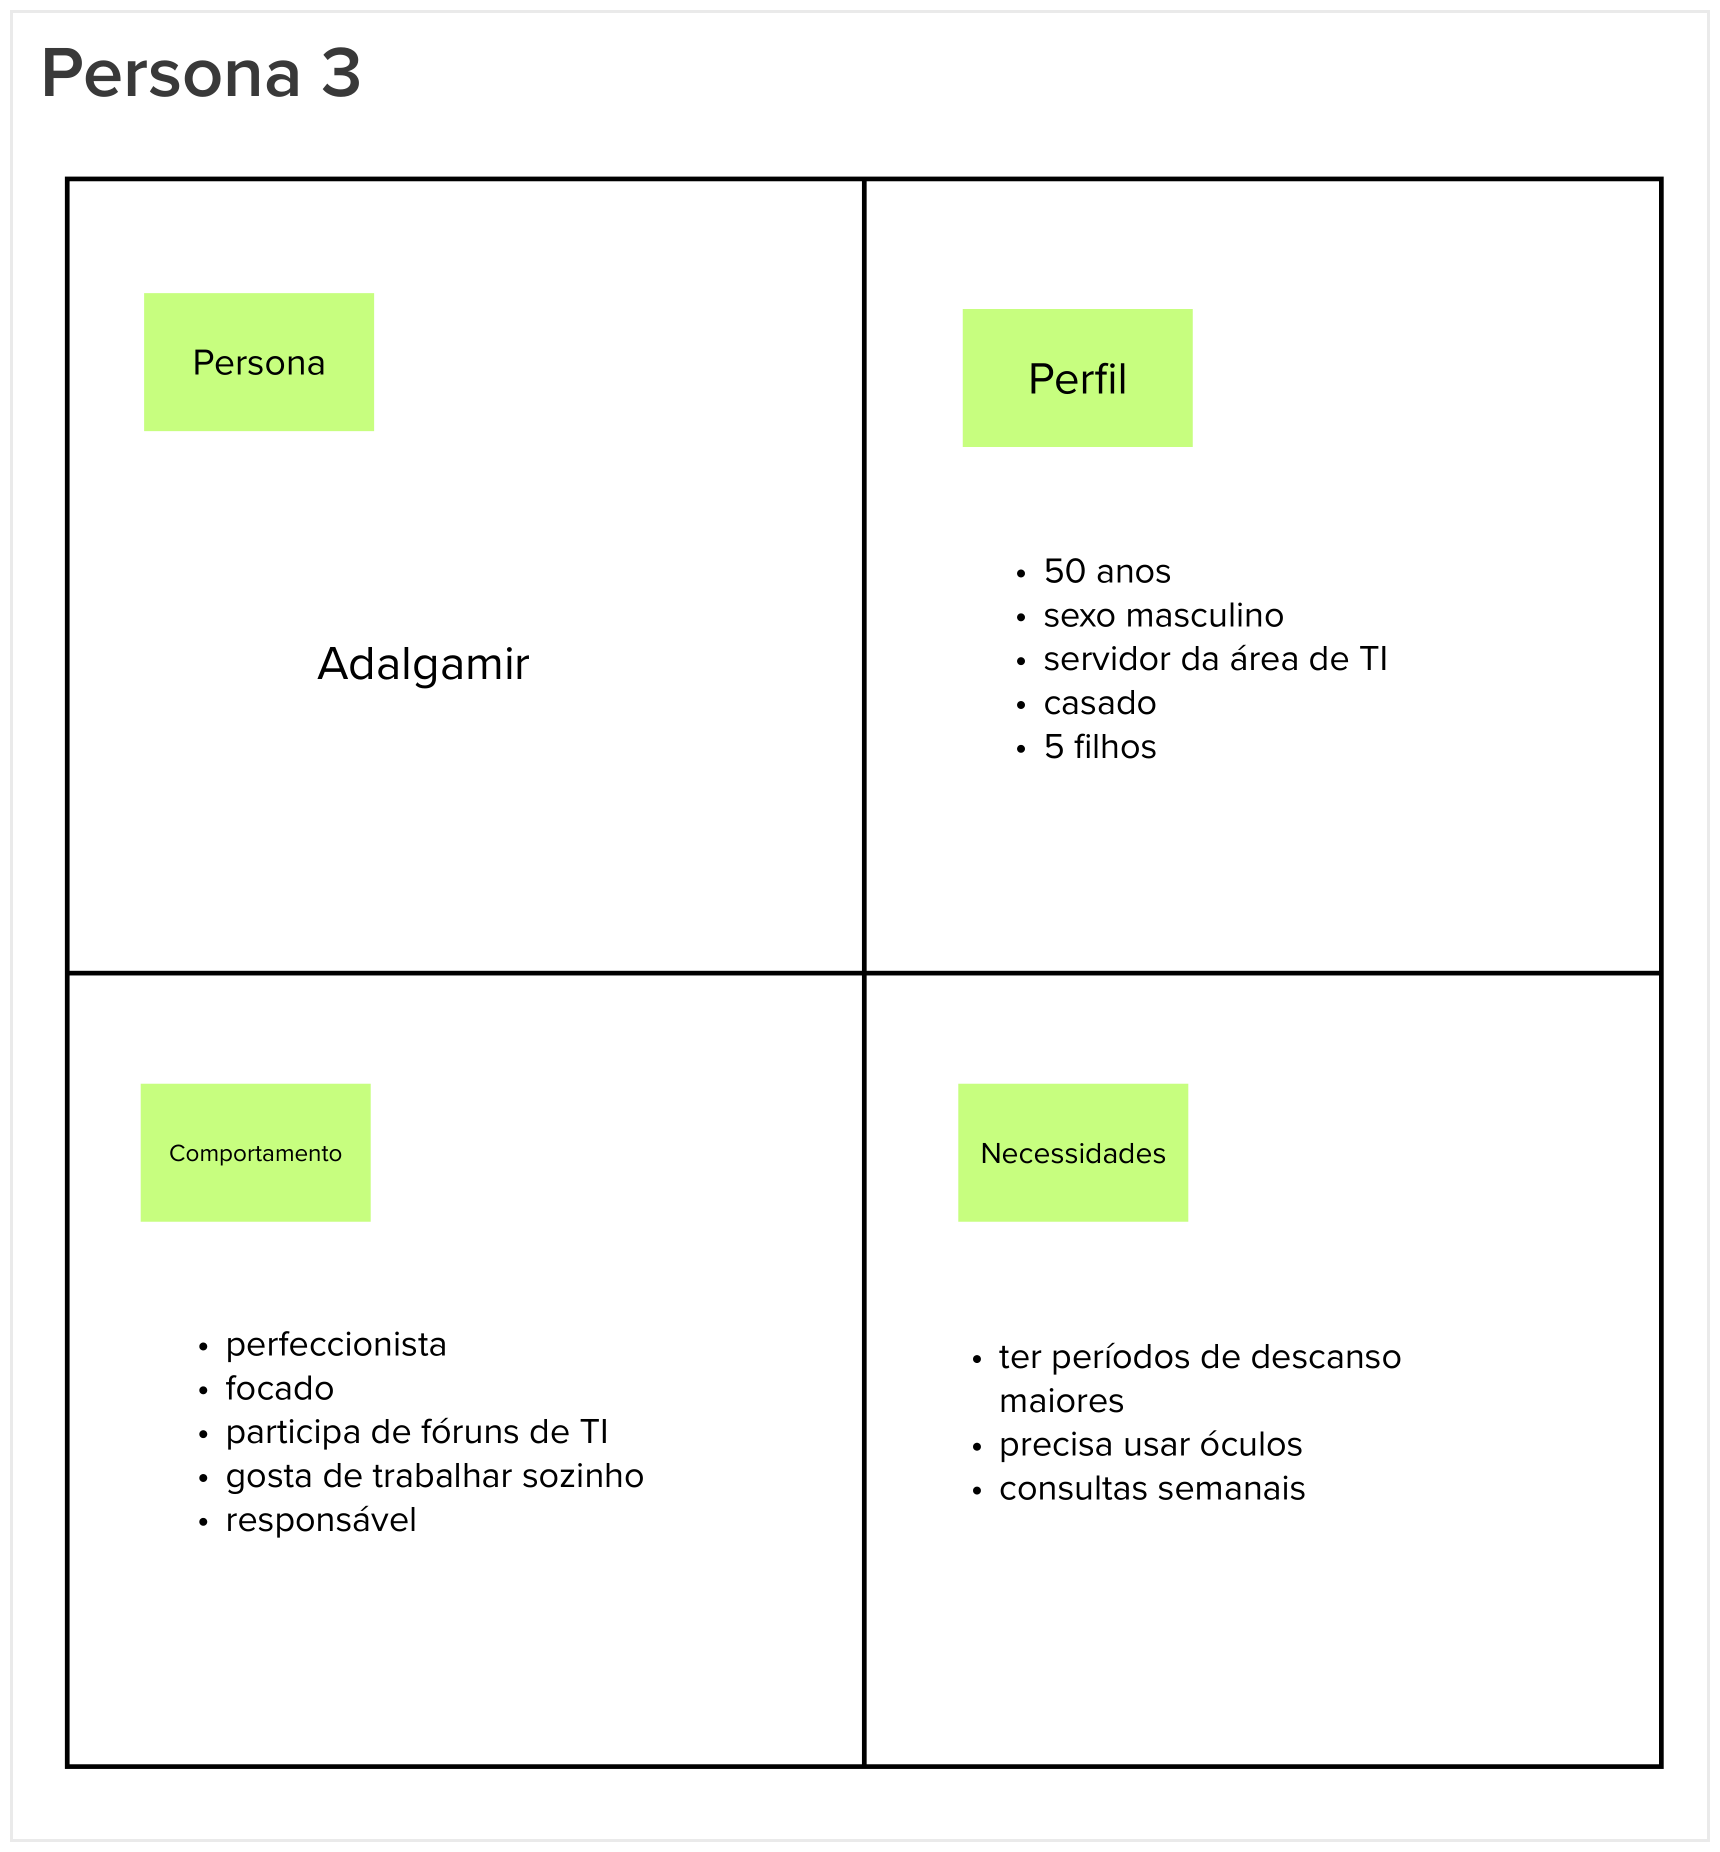 Persona 3
Persona
Adalgamir
Perfil
• 50 anos
• sexo masculino
• servidor da área de TI
• casado
• 5 filhos
Comportamento
• perfeccionista
• focado
• participa de fóruns de TI
• gosta de trabalhar sozinho
• responsável
Necessidades
• ter períodos de descanso
maiores
• precisa usar óculos
• consultas semanais